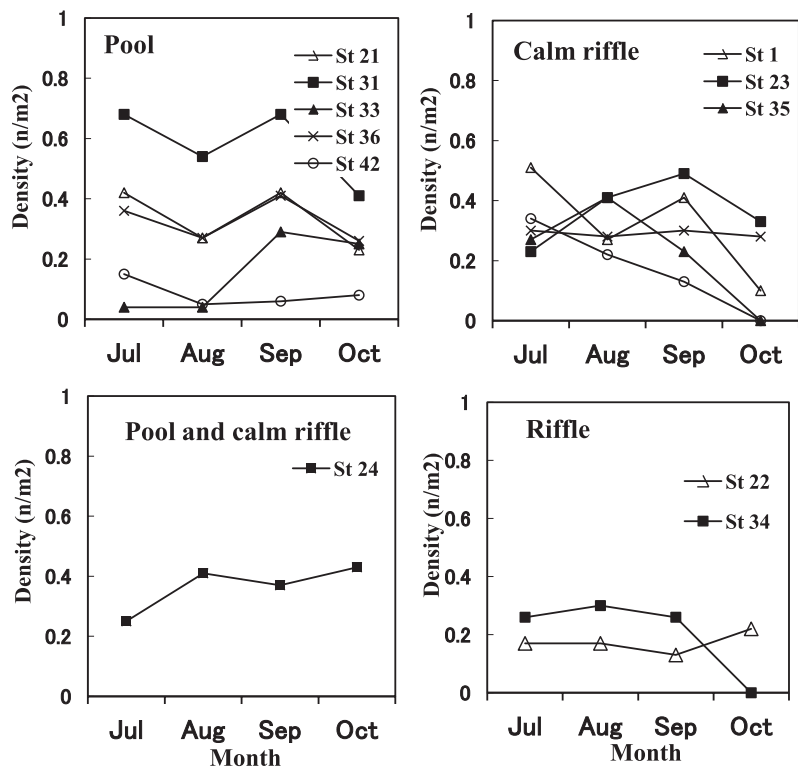 Pool
St 21
St 31
St 33
St 36
St 42
Density (n/m2)
1
0.8
0.6
0.4
0.2
0
Jul Aug Sep Oct
Calm riffle
St 1
St 23
St 35
Density (n/m2)
1
0.8
0.6
0.4
0.2
0
Jul Aug Sep Oct
Pool and calm riffle
St 24
Density (n/m2)
1
0.8
0.6
0.4
0.2
0
Jul Aug Sep Oct
Month
Riffle
St 22
St 34
Density (n/m2)
1
0.8
0.6
0.4
0.2
0
Jul Aug Sep Oct
Month